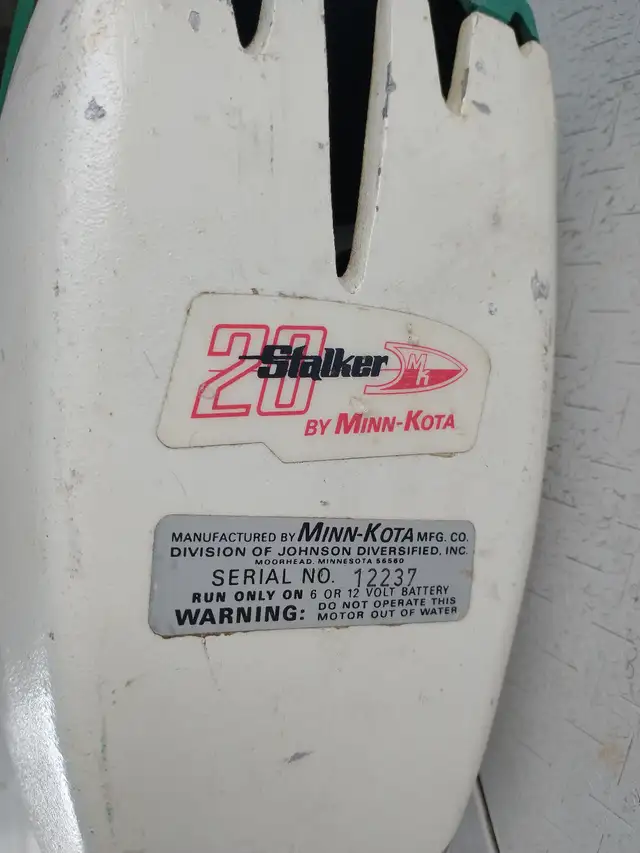 20 Stalker MK
BY MINN-KOTA
MANUFACTURED BY MINN-KOTA MFG. CO.
DIVISION OF JOHNSON DIVERSIFIED, INC.
MOORHEAD, MINNESOTA 56560
SERIAL NO. 12237
RUN ONLY ON 6 OR 12 VOLT BATTERY
WARNING: DO NOT OPERATE THIS
MOTOR OUT OF WATER